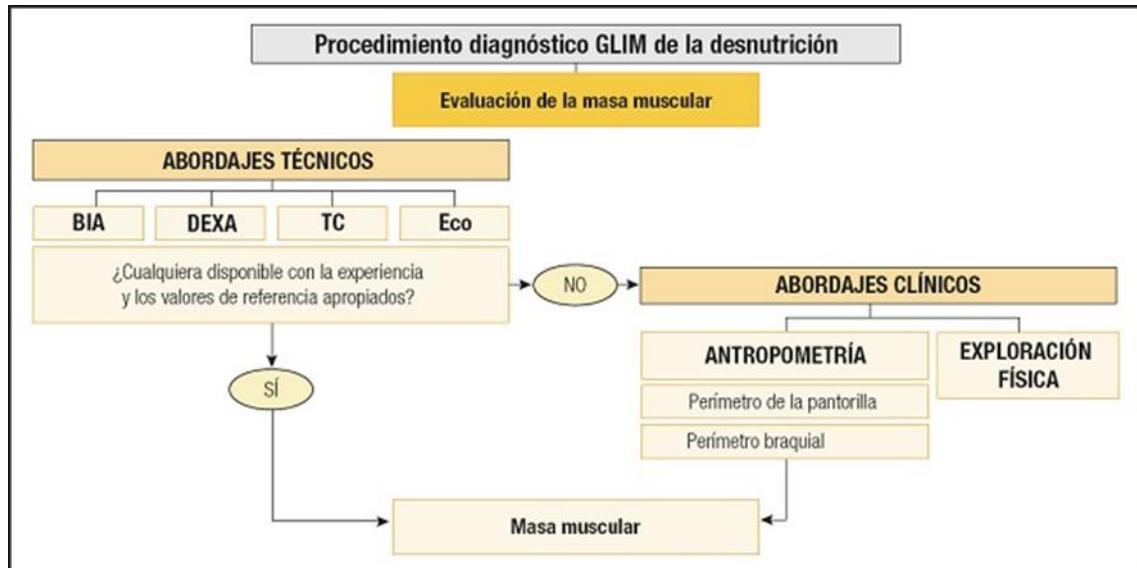 Procedimiento diagnóstico GLIM de la desnutrición
Evaluación de la masa muscular
ABORDAJES TÉCNICOS
BIA
DEXA
TC
Eco
¿Cualquiera disponible con la experiencia
y los valores de referencia apropiados?
NO
ABORDAJES CLÍNICOS
ANTROPOMETRÍA
EXPLORACIÓN
FÍSICA
Perímetro de la pantorilla
Perímetro braquial
SÍ
Masa muscular